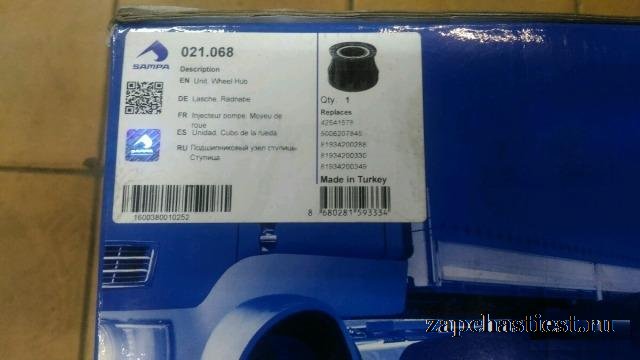 SAMPA
021.068
Description
EN Unit. Wheel Hub
DE Lasche, Radnabe
FR Injecteur pompe. Moyeu de
roue
ES Unidad. Cubo de la rueda
RU Подшипниковый узел ступицы.
Ступица
SAMPA
1600380010252
Qty. 1
Replaces
42541578
5006207845
81934200288
81934200330
81934200349
Made in Turkey
8 680281 593334
zapchastiest.ru